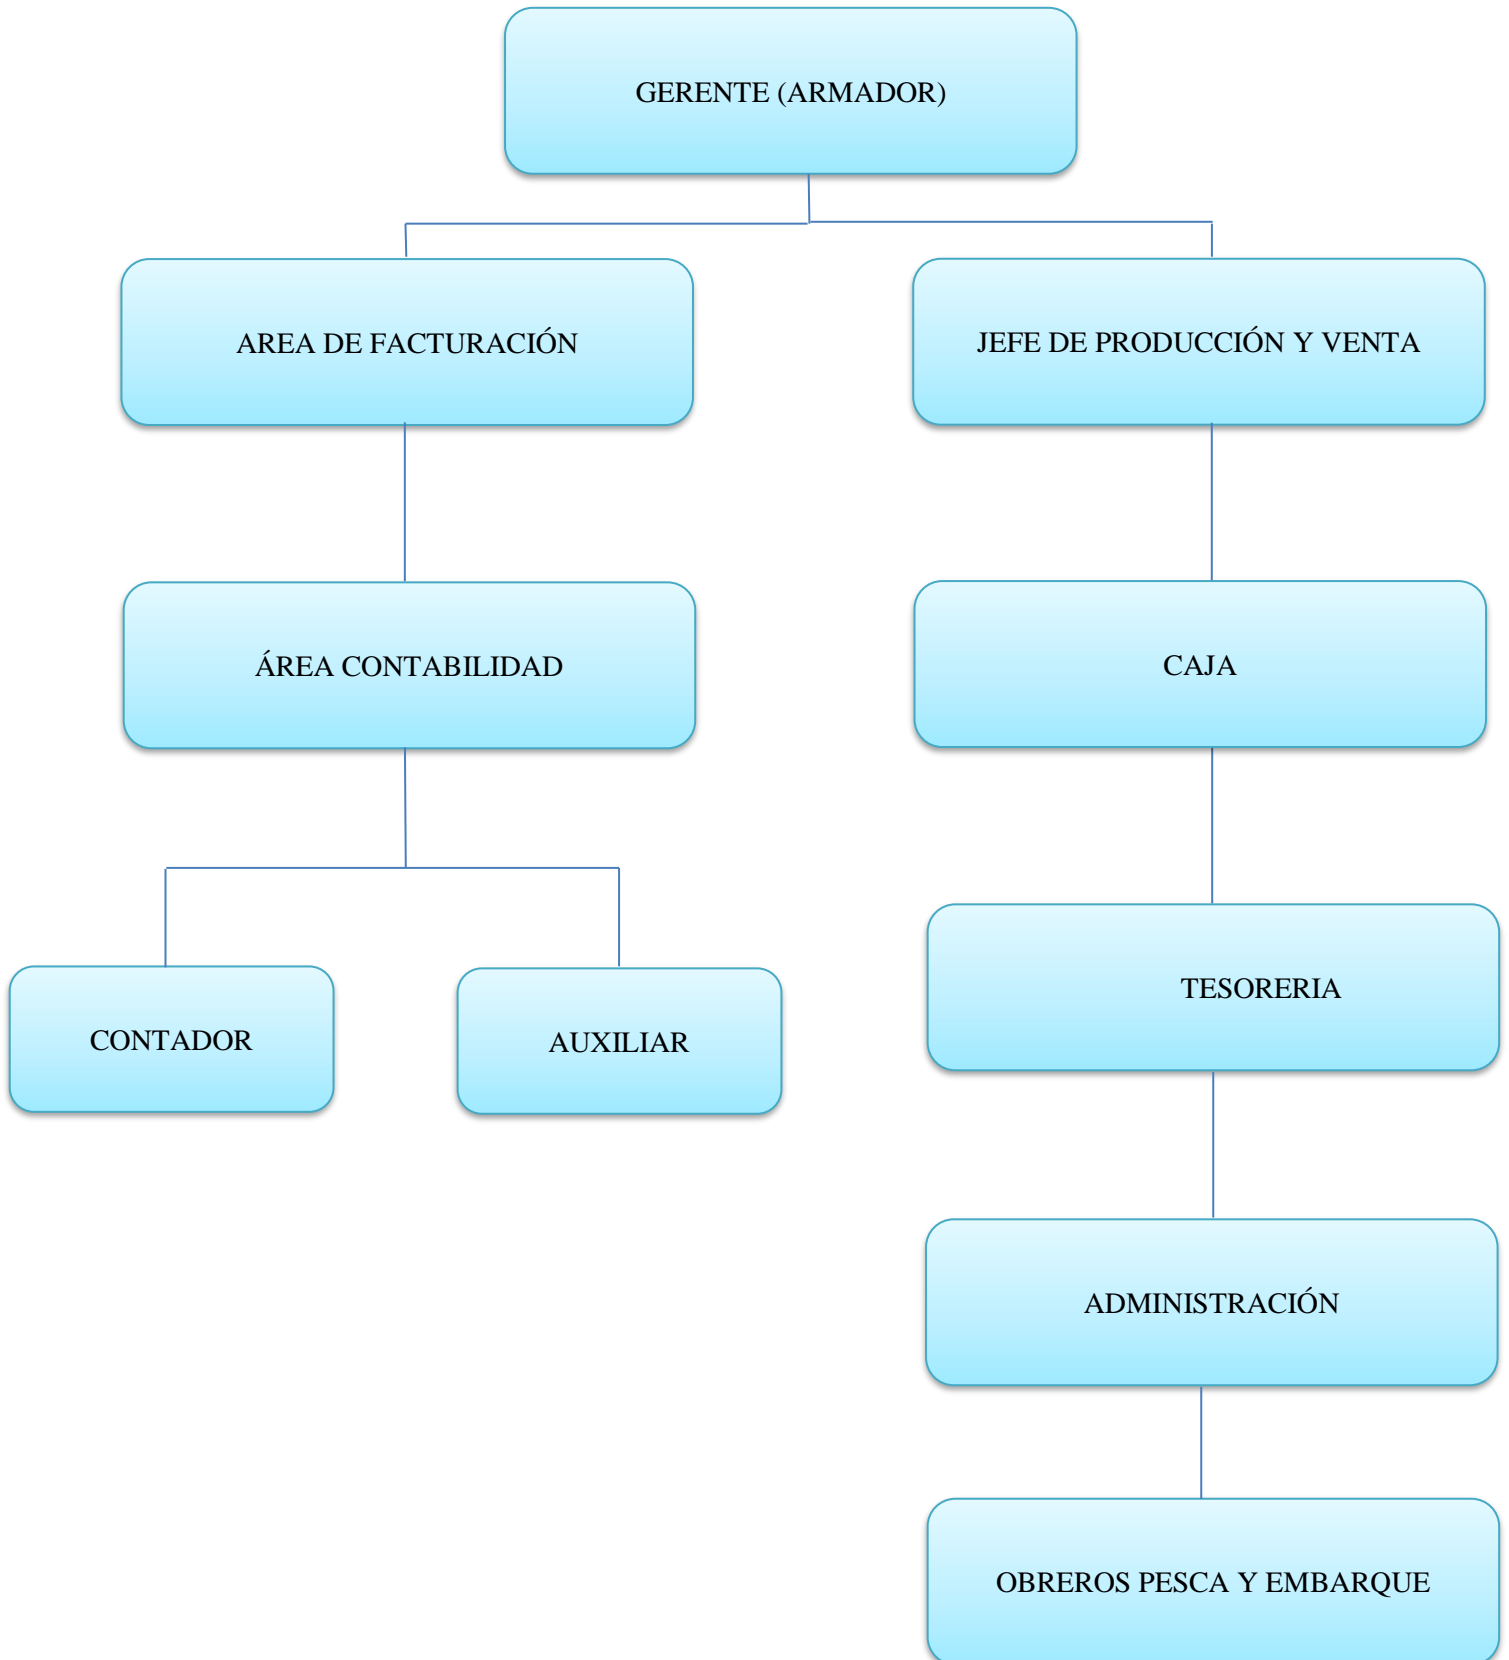 GERENTE (ARMADOR)
AREA DE FACTURACIÓN
JEFE DE PRODUCCIÓN Y VENTA
ÁREA CONTABILIDAD
CAJA
TESORERIA
CONTADOR
AUXILIAR
ADMINISTRACIÓN
OBREROS PESCA Y EMBARQUE